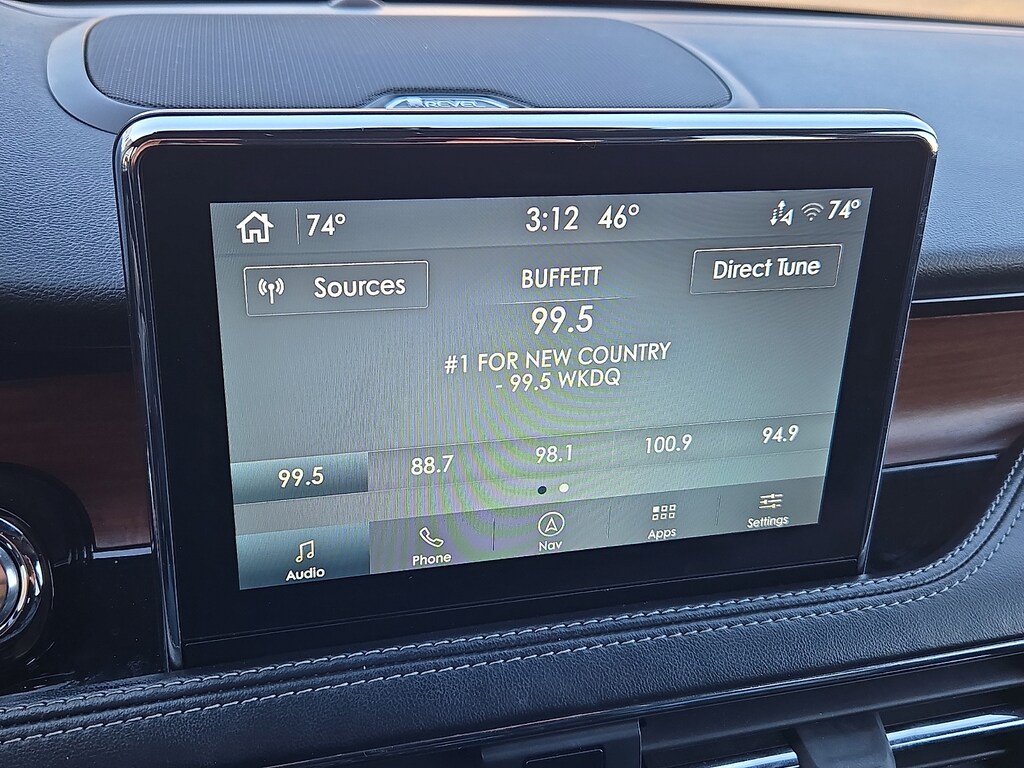 REVEL
74° 3:12 46° 74°
Sources BUFFETT Direct Tune
99.5
#1 FOR NEW COUNTRY
- 99.5 WKDQ
99.5 88.7 98.1 100.9 94.9
Audio Phone Nav Apps Settings